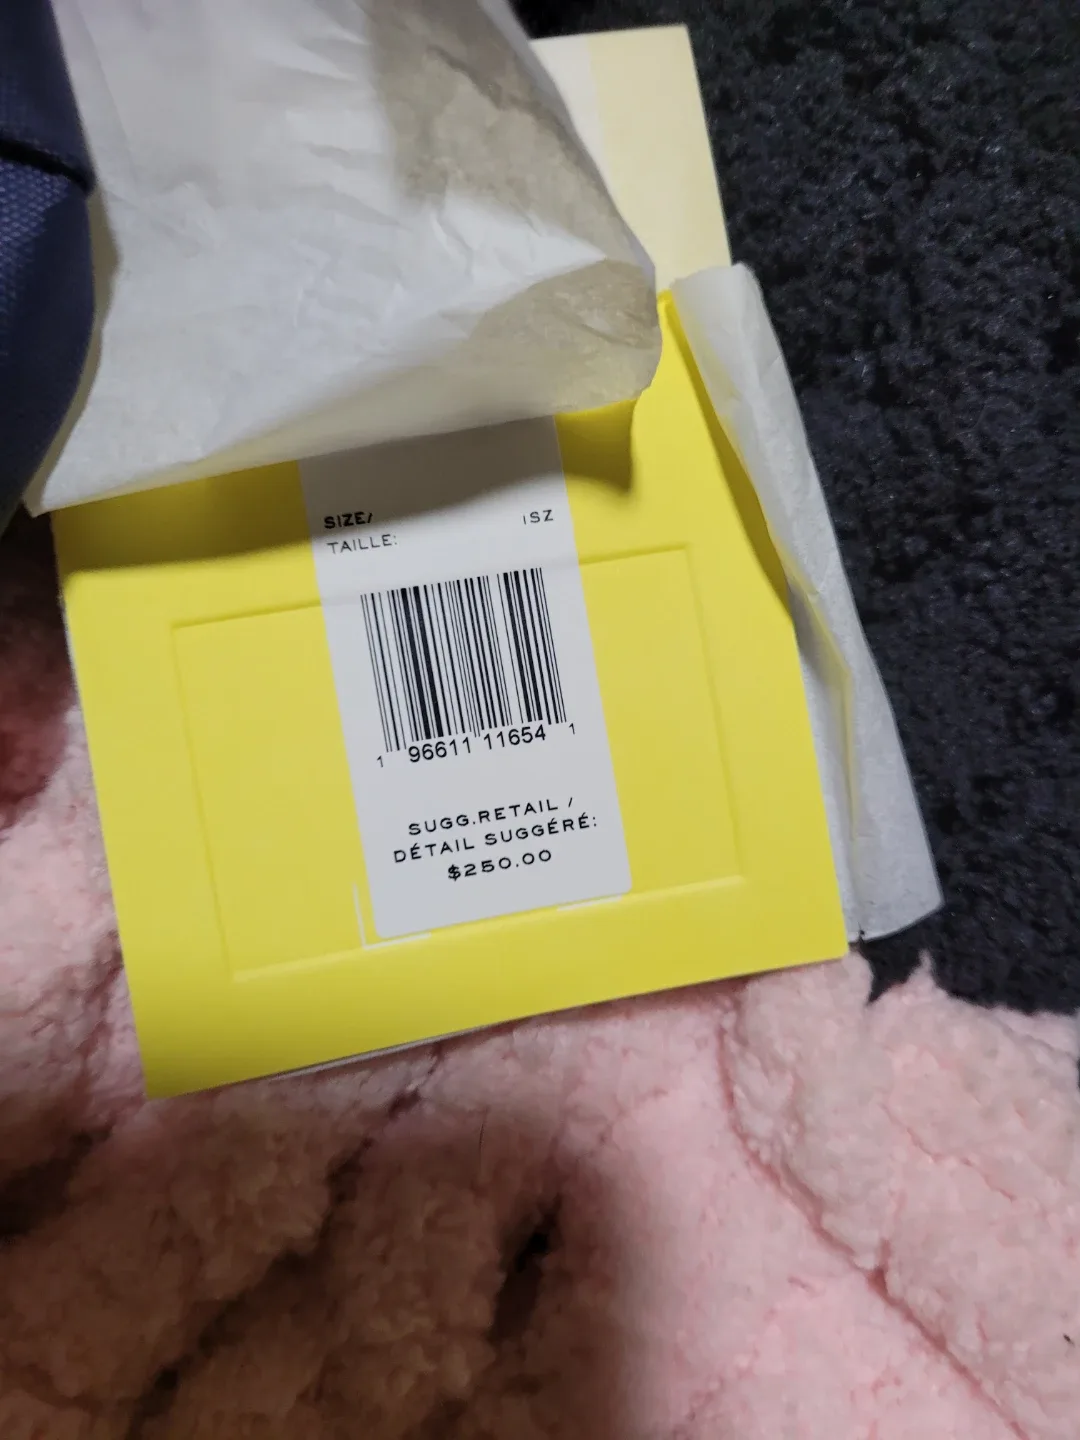 SIZE/ 1SZ
TAILLE:
1 96611 11654 1
SUGG.RETAIL /
DÉTAIL SUGGÉRÉ:
$250.00